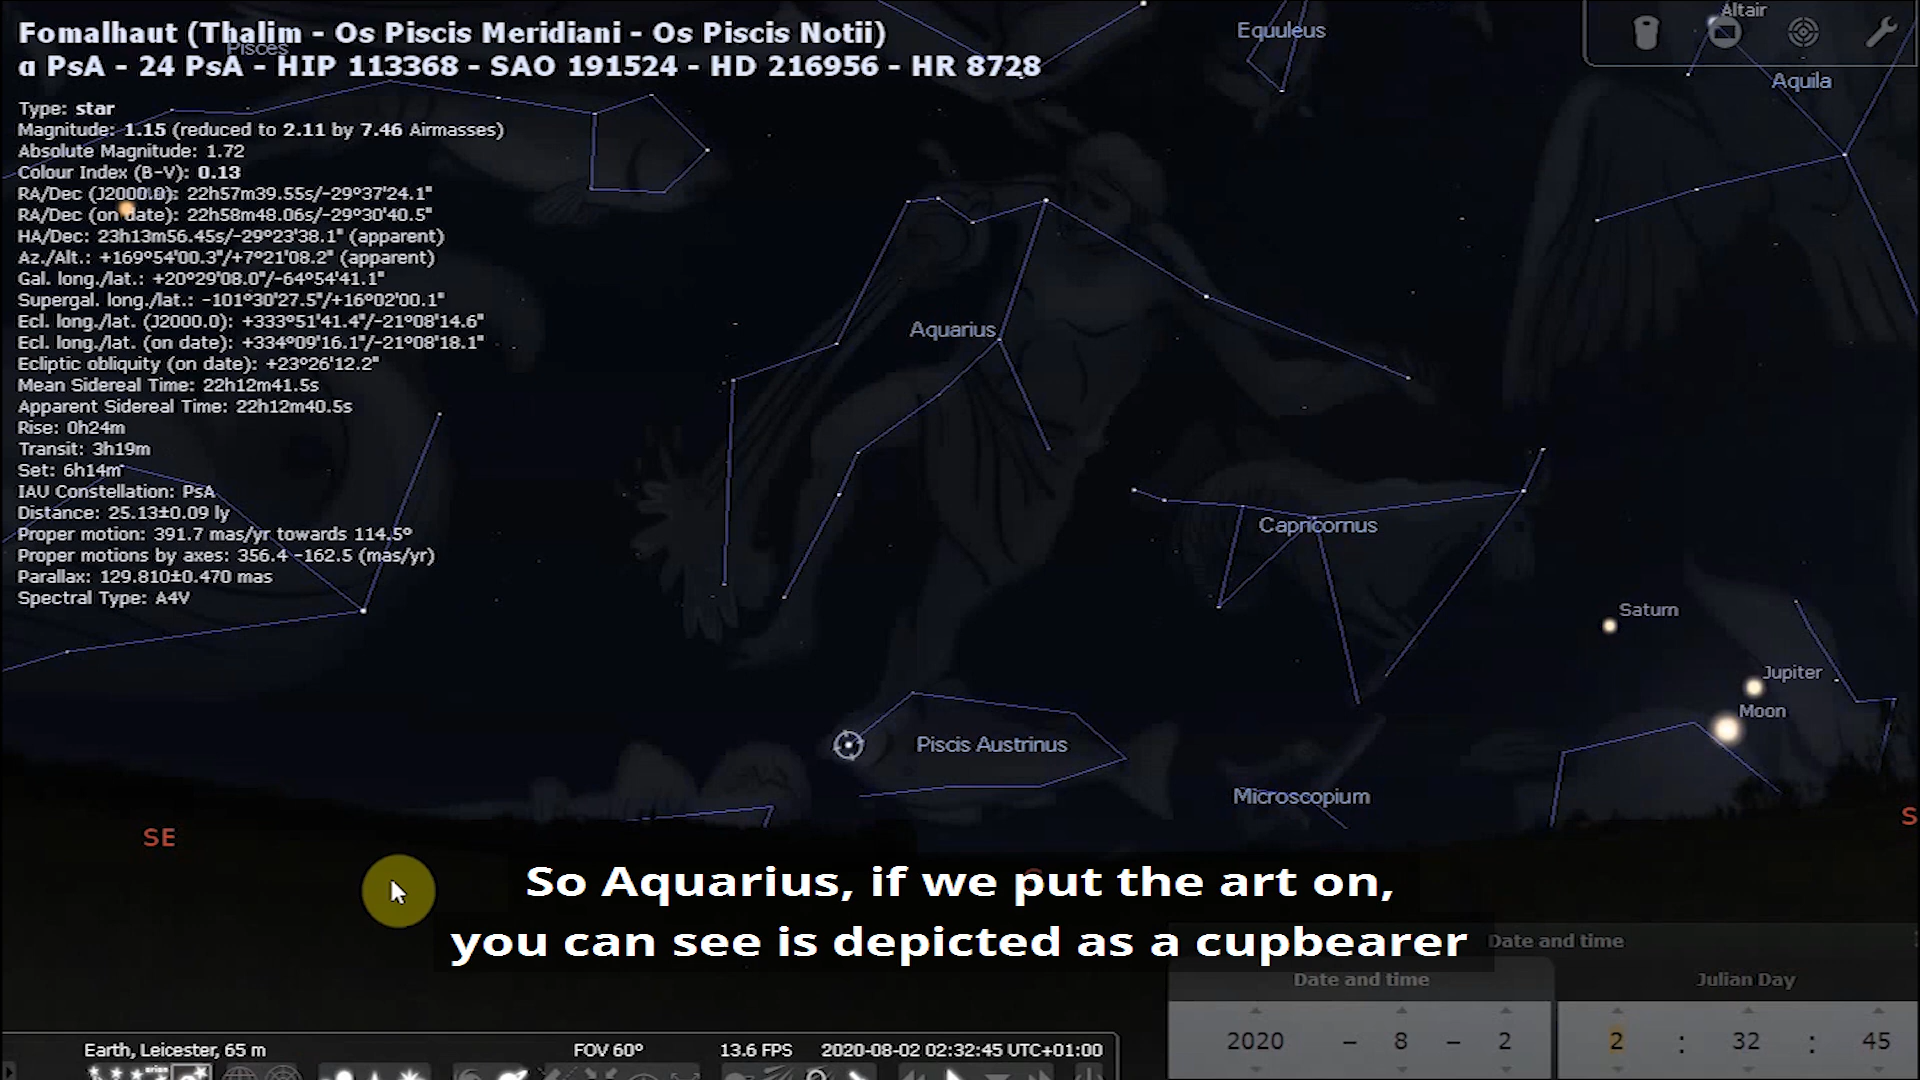 Fomalhaut (Thalim - Os Piscis Meridiani - Os Piscis Notii)
Pisces
α PsA - 24 PsA - HIP 113368 - SAO 191524 - HD 216956 - HR 8728
Type: star
Magnitude: 1.15 (reduced to 2.11 by 7.46 Airmasses)
Absolute Magnitude: 1.72
Colour Index (B-V): 0.13
RA/Dec (J2000.0): 22h57m39.55s/-29°37'24.1"
RA/Dec (on date): 22h58m48.06s/-29°30'40.5"
HA/Dec: 23h13m56.45s/-29°23'38.1" (apparent)
Az./Alt.: +169°54'00.3"/+7°21'08.2" (apparent)
Gal. long./lat.: +20°29'08.0"/-64°54'41.1"
Supergal. long./lat.: -101°30'27.5"/+16°02'00.1"
Ecl. long./lat. (J2000.0): +333°51'41.4"/-21°08'14.6"
Ecl. long./lat. (on date): +334°09'16.1"/-21°08'18.1"
Ecliptic obliquity (on date): +23°26'12.2"
Mean Sidereal Time: 22h12m41.5s
Apparent Sidereal Time: 22h12m40.5s
Rise: 0h24m
Transit: 3h19m
Set: 6h14m
IAU Constellation: PsA
Distance: 25.13±0.09 ly
Proper motion: 391.7 mas/yr towards 114.5°
Proper motions by axes: 356.4 -162.5 (mas/yr)
Parallax: 129.810±0.470 mas
Spectral Type: A4V
Equuleus
Altair
Aquila
Aquarius
Capricornus
Saturn
Jupiter
Moon
Piscis Austrinus
Microscopium
SE
S
So Aquarius, if we put the art on,
you can see is depicted as a cupbearer
Date and time
Date and time
Julian Day
2020 - 8 - 2
2 : 32 : 45
Earth, Leicester, 65 m
FOV 60°
13.6 FPS
2020-08-02 02:32:45 UTC+01:00